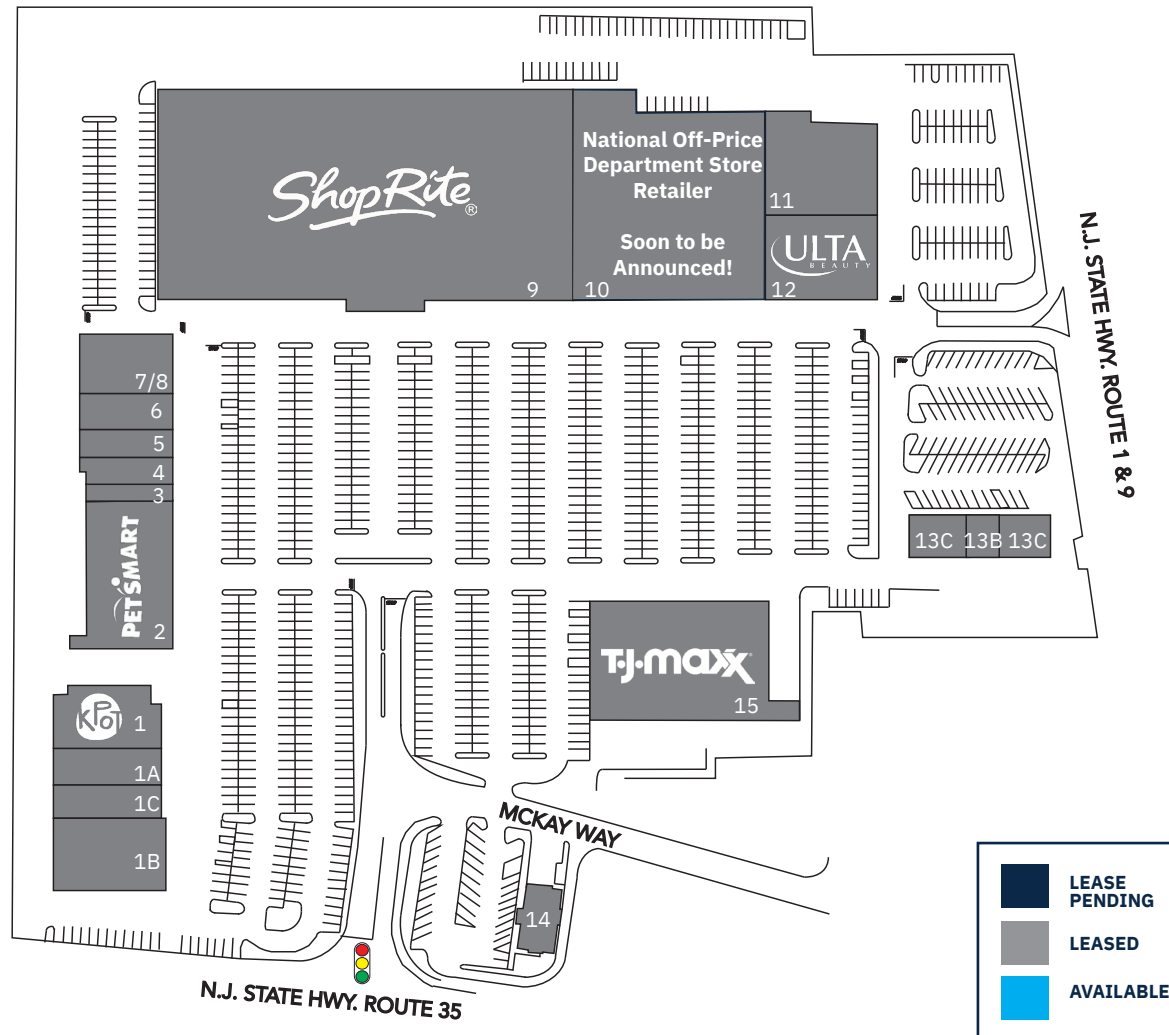 ShopRite®
9
National Off-Price
Department Store
Retailer
Soon to be
Announced!
10
11
ULTA
BEAUTY
12
N.J. STATE HWY. ROUTE 1 & 9
7/8
6
5
4
3
PETSMART
2
13C
13B
13C
T·J·maxx
15
KPOT
1
1A
1C
1B
MCKAY WAY
14
N.J. STATE HWY. ROUTE 35
LEASE
PENDING
LEASED
AVAILABLE